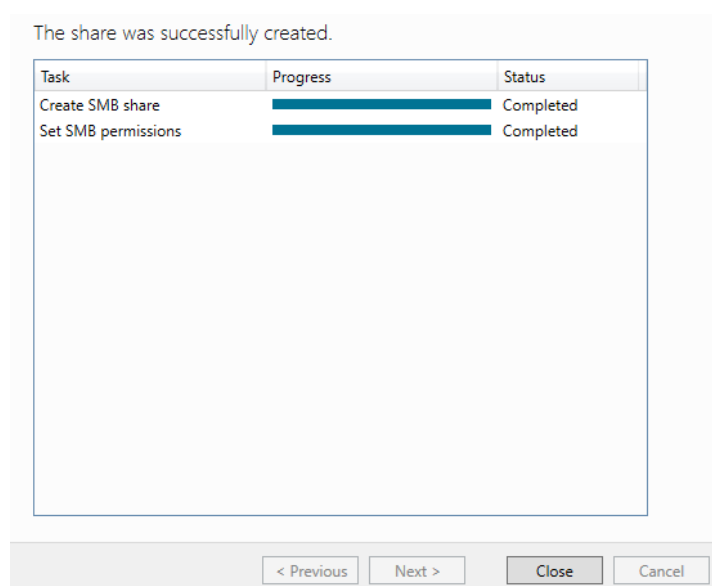 The share was successfully created.
Task Progress Status
Create SMB share Completed
Set SMB permissions Completed
< Previous Next > Close Cancel